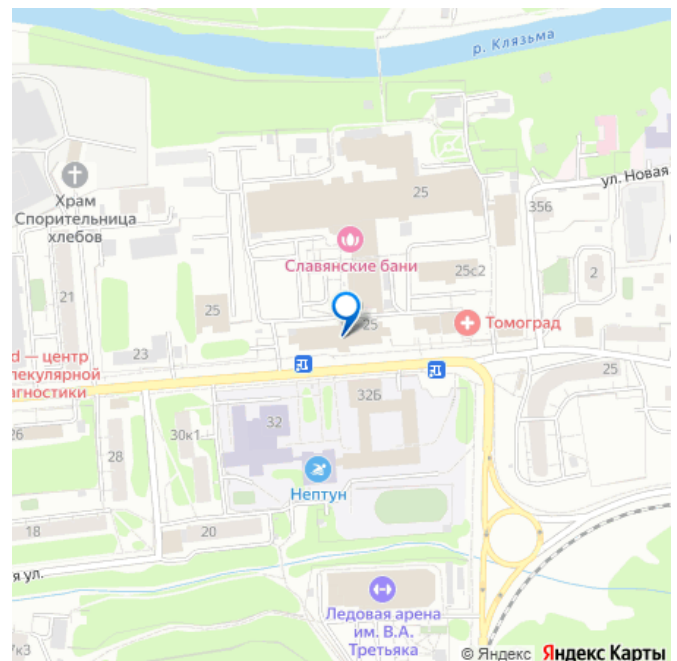 р. Клязьма
ул. Новая
Храм
Спорительница
хлебов
25
35б
Славянские бани
25с2
2
21
25
25
Томоград
23
d — центр
лекулярной
агностики
25
26
32
32Б
30к1
28
Нептун
18
20
я ул.
Ледовая арена
им. В.А.
Третьяка
7к3
© Яндекс Яндекс Карты